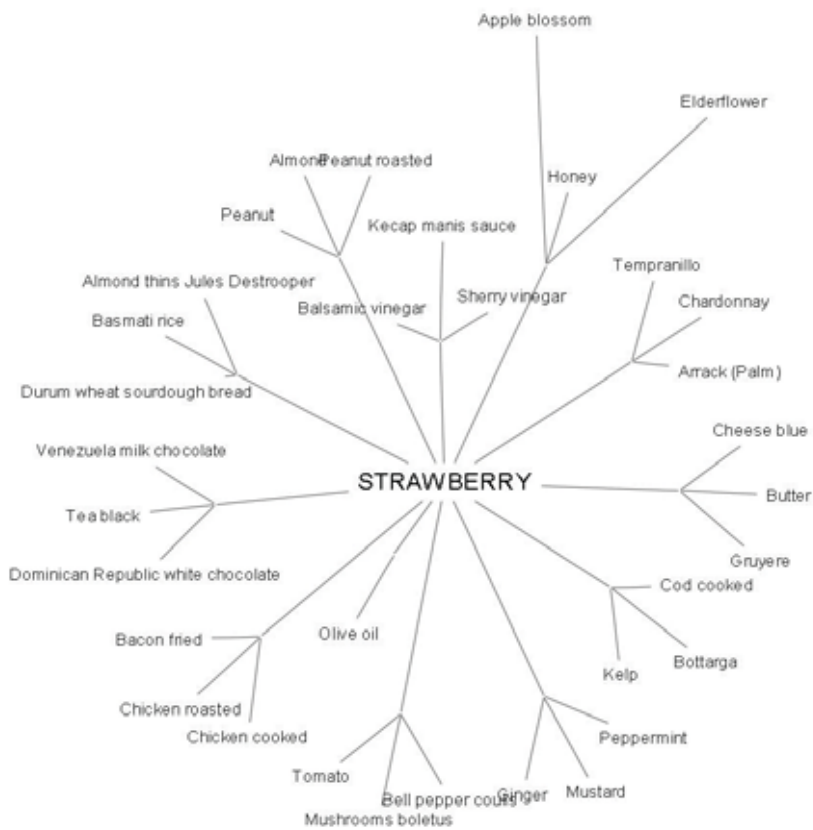 Apple blossom
Elderflower
Almond
Peanut roasted
Honey
Peanut
Kecap manis sauce
Tempranillo
Almond thins Jules Destrooper
Balsamic vinegar
Sherry vinegar
Chardonnay
Basmati rice
Arrack (Palm)
Durum wheat sourdough bread
Cheese blue
Venezuela milk chocolate
STRAWBERRY
Butter
Tea black
Gruyere
Dominican Republic white chocolate
Cod cooked
Bacon fried
Olive oil
Bottarga
Kelp
Chicken roasted
Chicken cooked
Peppermint
Tomato
Bell pepper
Ginger
Mustard
Mushrooms boletus